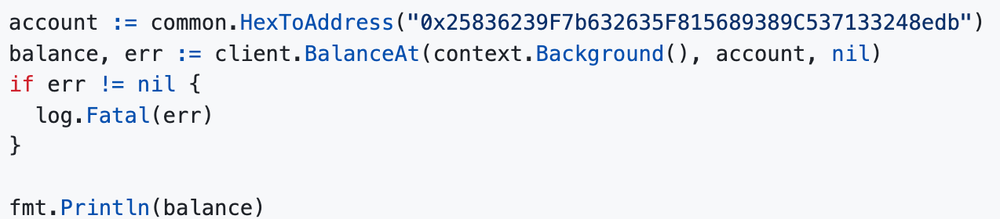 account := common.HexToAddress("0x25836239F7b632635F815689389C537133248edb")
balance, err := client.BalanceAt(context.Background(), account, nil)
if err != nil {
  log.Fatal(err)
}

fmt.Println(balance)